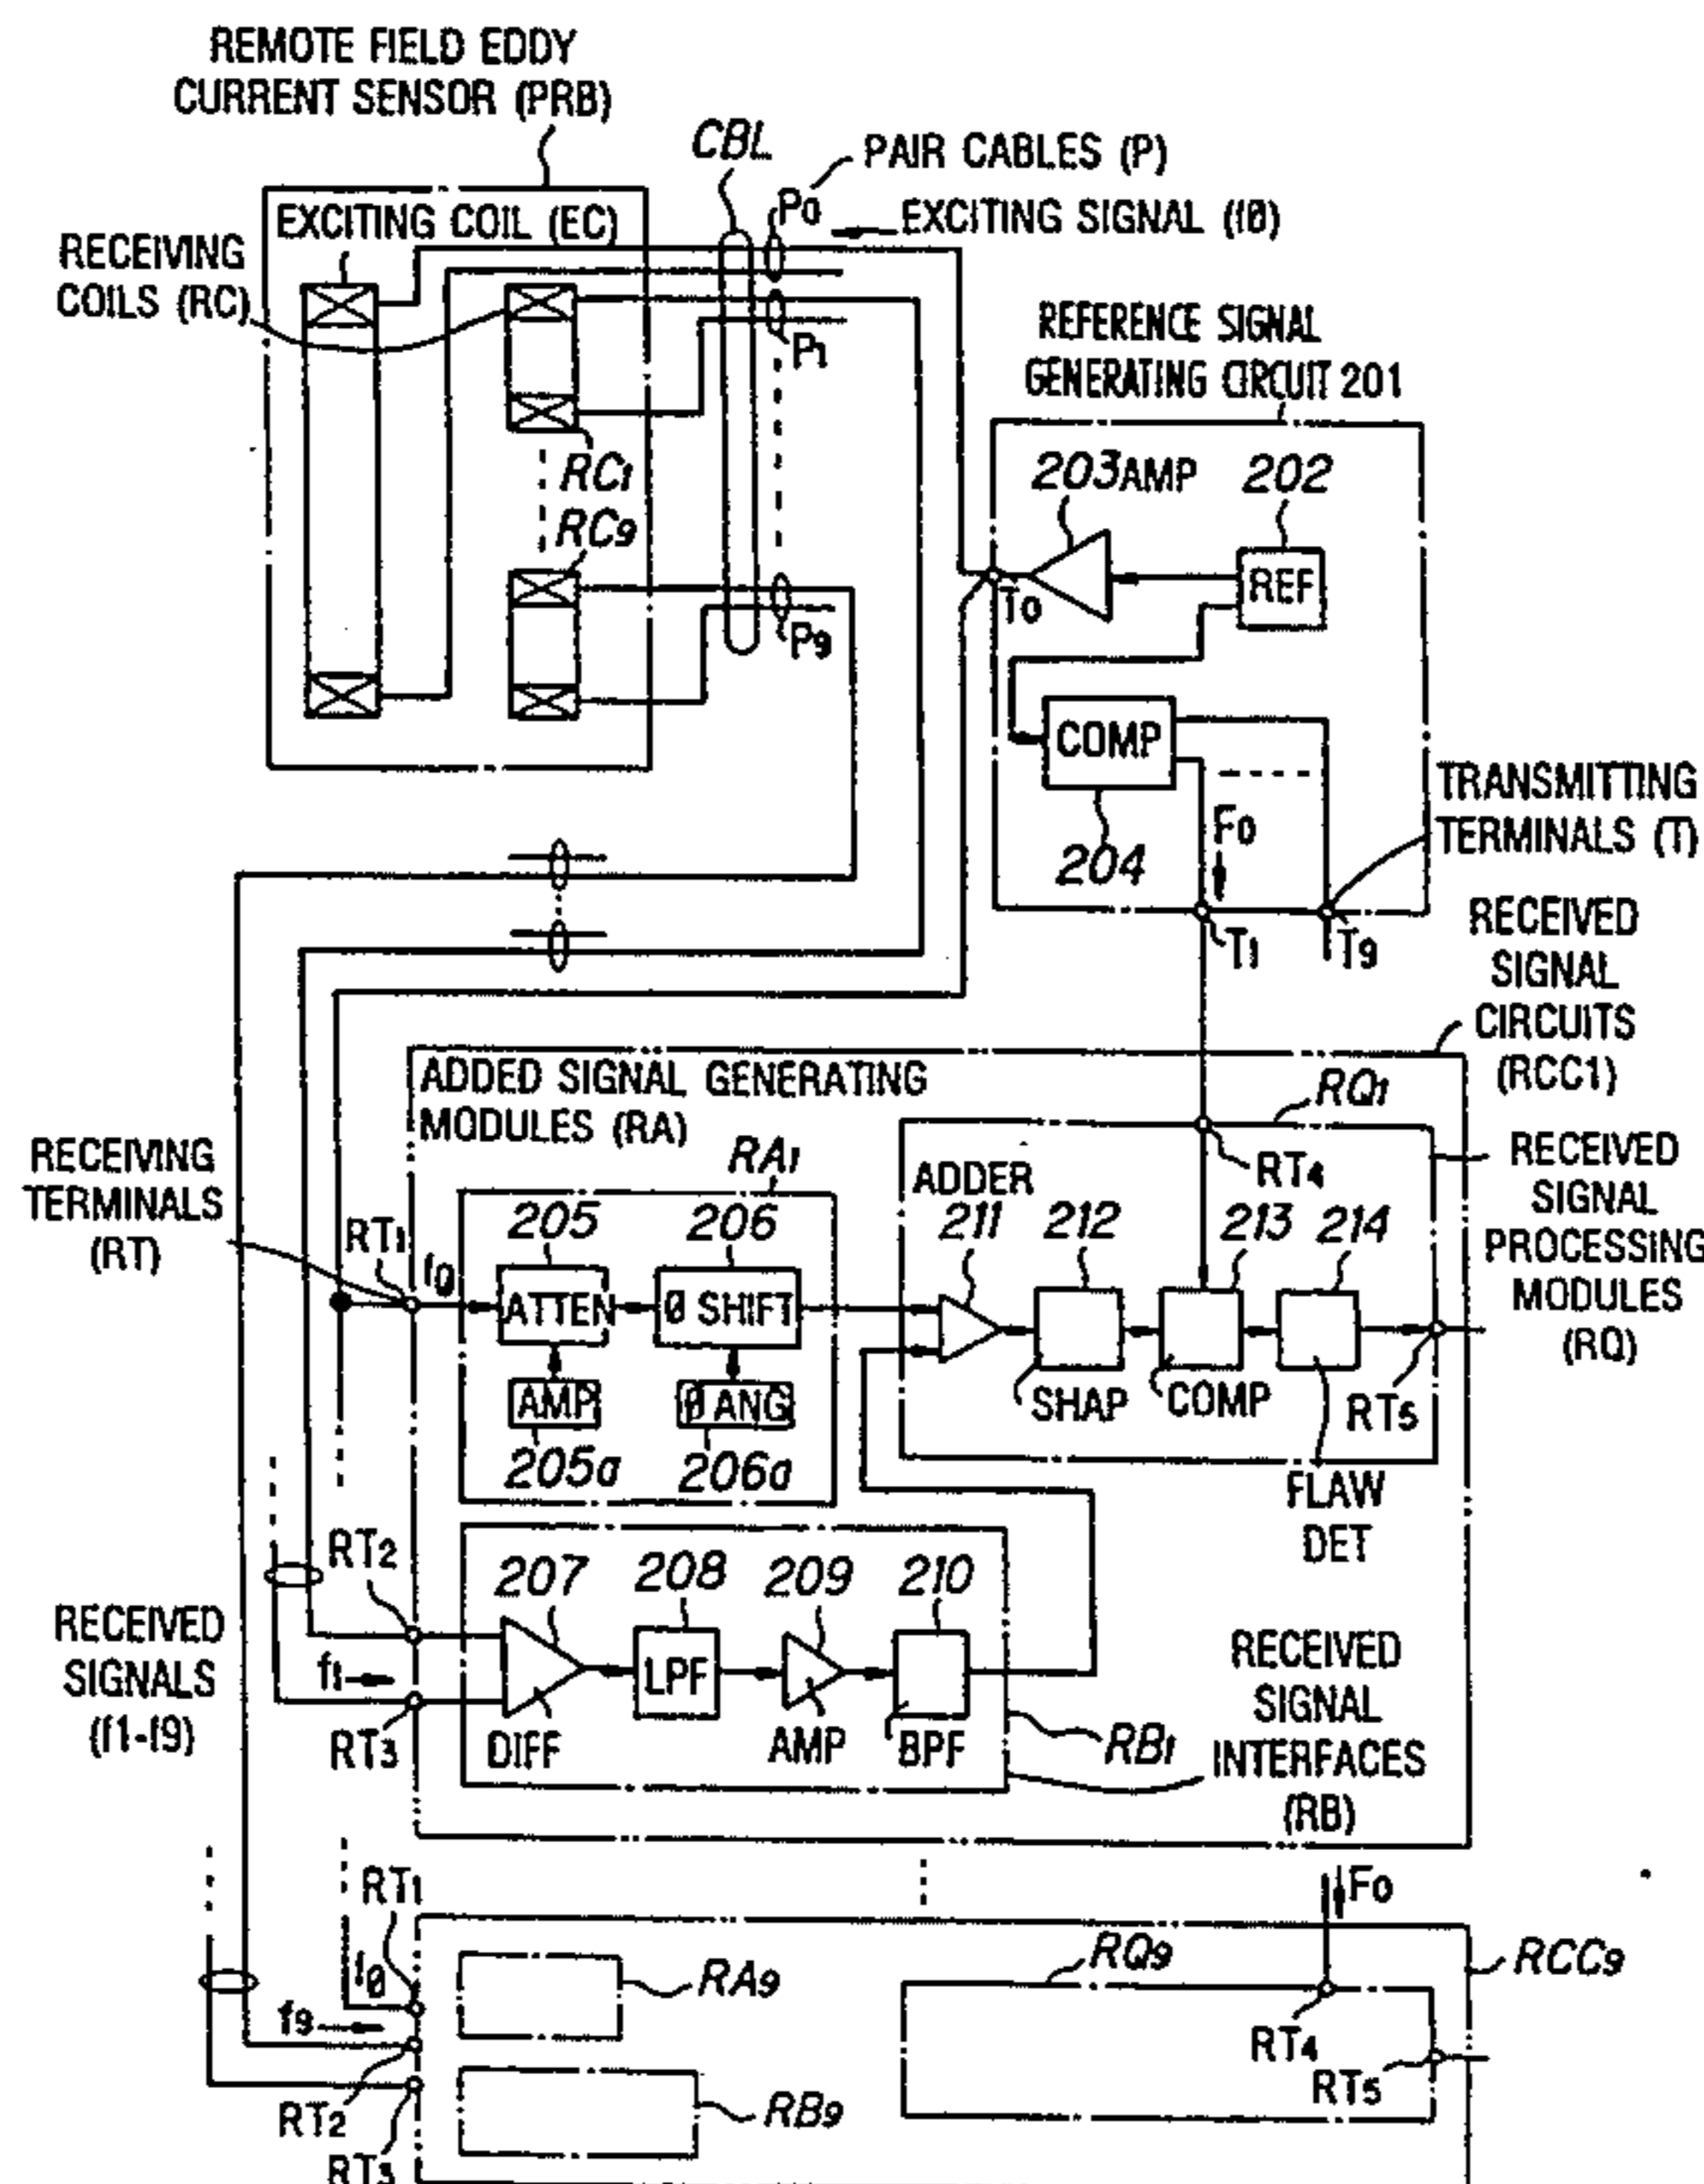 REMOTE FIELD EDDY
CURRENT SENSOR (PRB)
CBL
PAIR CABLES (P)
P0
EXCITING SIGNAL (f0)
EXCITING COIL (EC)
RECEIVING
COILS (RC)
P1
RC1
RC9
P9
REFERENCE SIGNAL
GENERATING CIRCUIT 201
203 AMP
202
REF
T0
COMP
204
F0
TRANSMITTING
TERMINALS (T)
T1
T9
RECEIVED
SIGNAL
CIRCUITS
(RCC1)
ADDED SIGNAL GENERATING
MODULES (RA)
RQ1
RA1
RT4
RECEIVED
SIGNAL
PROCESSING
MODULES
(RQ)
RECEIVING
TERMINALS
(RT)
RT1
f0
205
206
ATTEN
Ø SHIFT
AMP
Ø ANG
205a
206a
ADDER
211
212
213
214
SHAP
COMP
RT5
FLAW
DET
RT2
207
208
209
210
RECEIVED
SIGNALS
(f1-f9)
f1
LPF
RT3
DIFF
AMP
BPF
RB1
RECEIVED
SIGNAL
INTERFACES
(RB)
RT1
F0
f0
RA9
RQ9
RCC9
f9
RT4
RT5
RT2
RB9
RT3